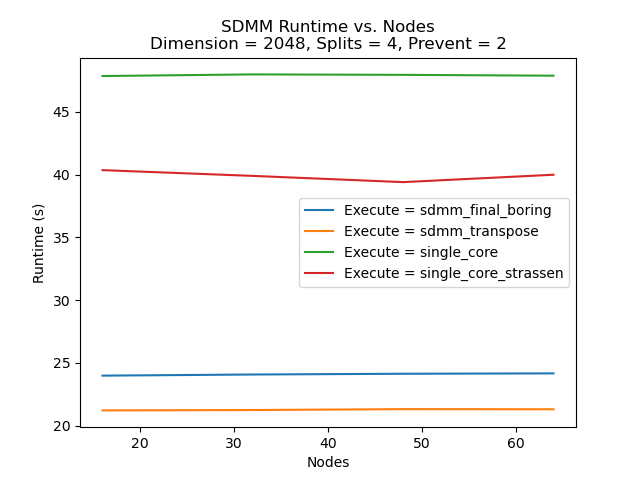 SDMM Runtime vs. Nodes
Dimension = 2048, Splits = 4, Prevent = 2
Runtime (s)
45
40
35
30
25
20
Execute = sdmm_final_boring
Execute = sdmm_transpose
Execute = single_core
Execute = single_core_strassen
20 30 40 50 60
Nodes